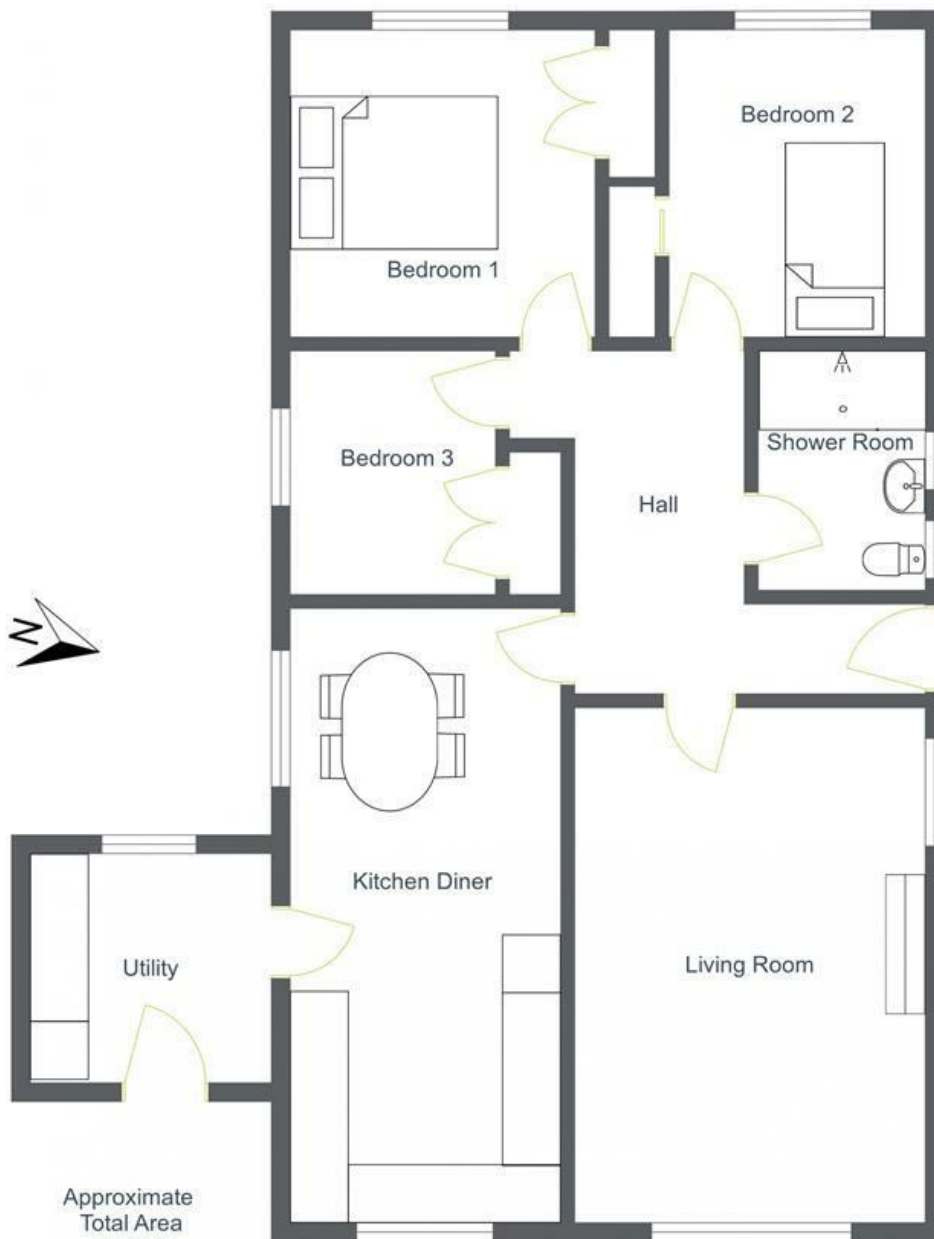 Bedroom 2
Bedroom 1
Shower Room
Bedroom 3
Hall
N
Kitchen Diner
Utility
Living Room
Approximate
Total Area